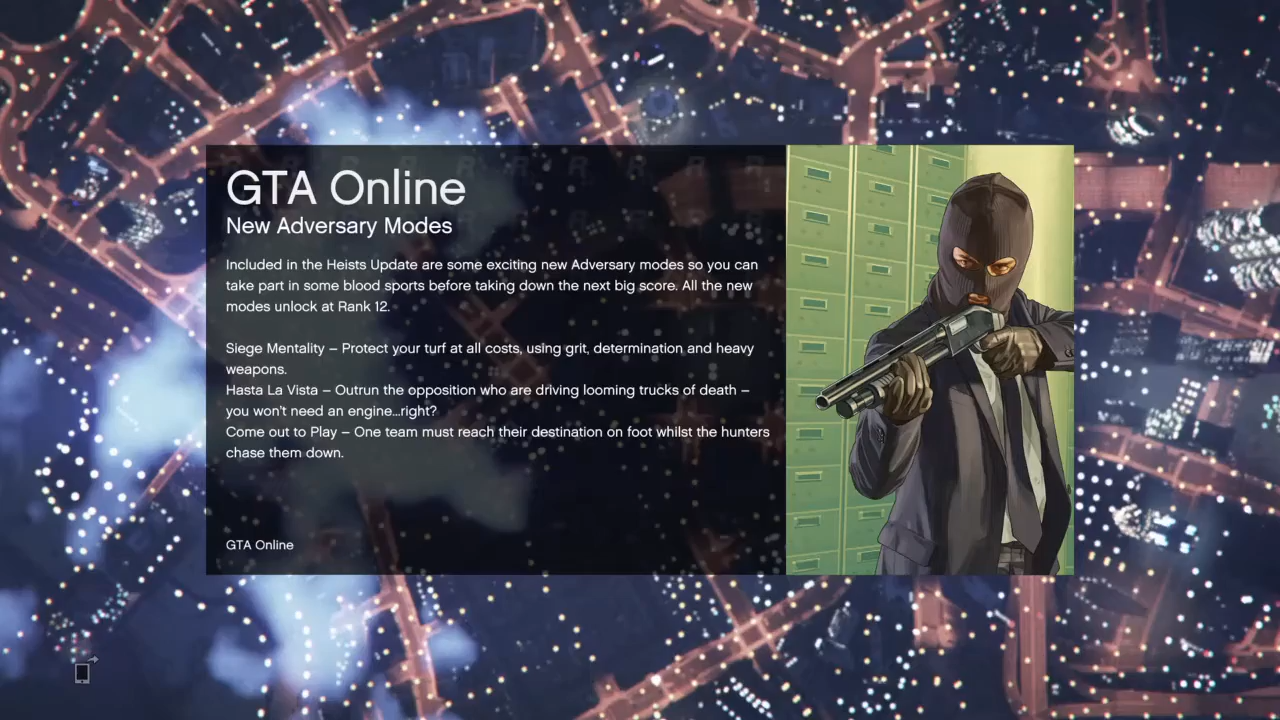 GTA Online
New Adversary Modes
Included in the Heists Update are some exciting new Adversary modes so you can
take part in some blood sports before taking down the next big score. All the new
modes unlock at Rank 12.
Siege Mentality – Protect your turf at all costs, using grit, determination and heavy
weapons.
Hasta La Vista – Outrun the opposition who are driving looming trucks of death –
you won't need an engine...right?
Come out to Play – One team must reach their destination on foot whilst the hunters
chase them down.
GTA Online